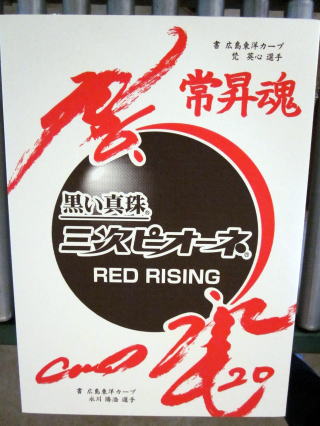 書 広島東洋カープ
梵 英心 選手
常昇魂
黒い真珠®
三次ピオーネ®
RED RISING
20
書 広島東洋カープ
永川 勝浩 選手